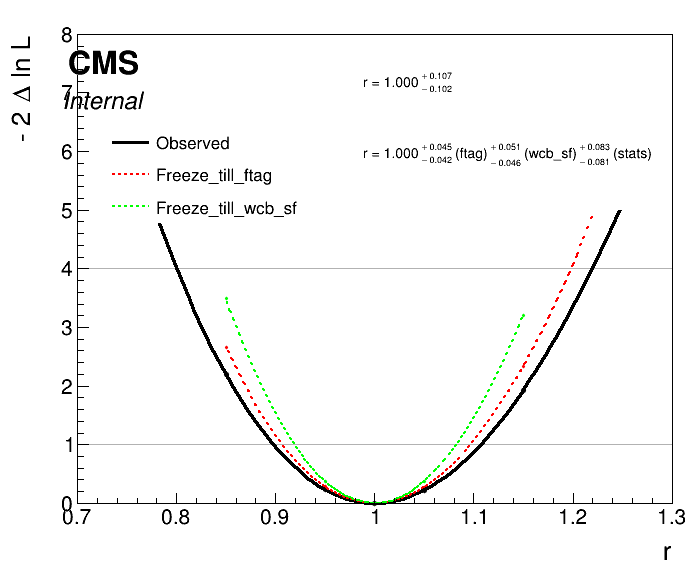 - 2 Δ ln L
8
CMS
7
Internal
r = 1.000 + 0.107 - 0.102
6
r = 1.000 + 0.045 - 0.042 (ftag) + 0.051 - 0.046 (wcb_sf) + 0.083 - 0.081 (stats)
Observed
Freeze_till_ftag
Freeze_till_wcb_sf
5
4
3
2
1
0
0.7 0.8 0.9 1 1.1 1.2 1.3
r